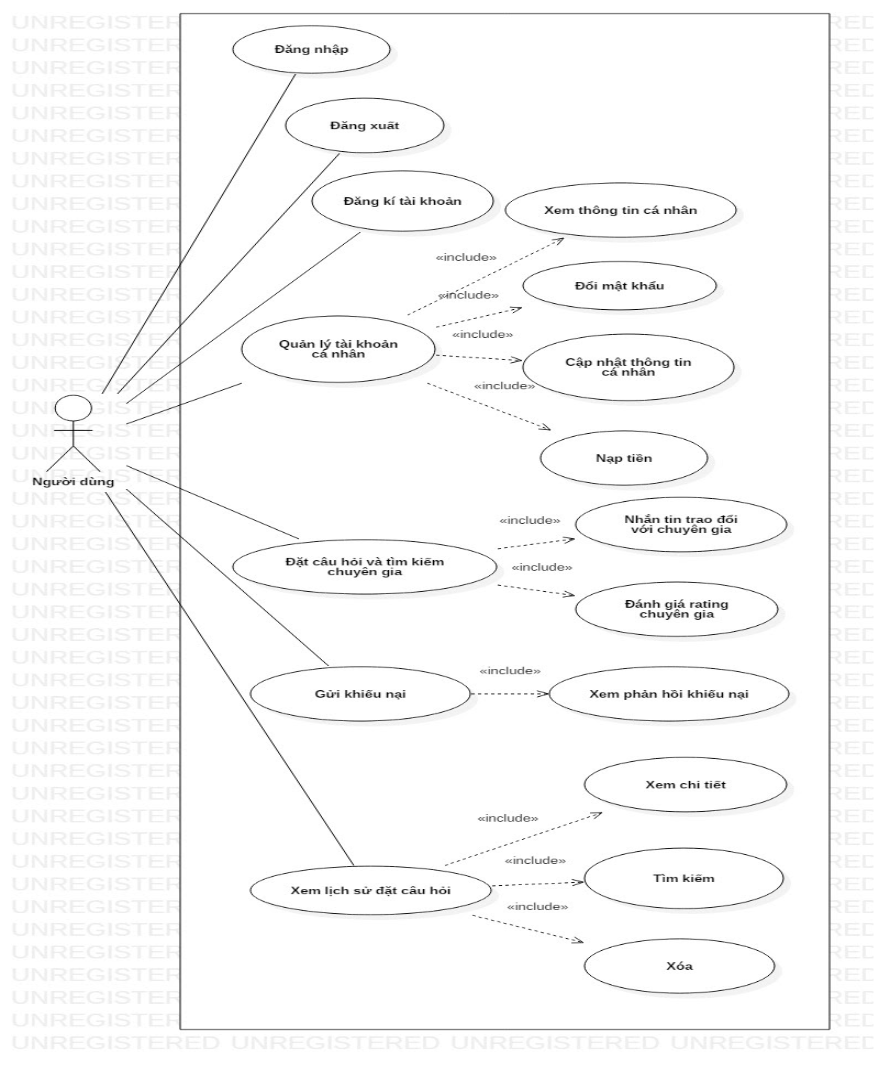 Đăng nhập
Đăng xuất
Đăng kí tài khoản
Xem thông tin cá nhân
«include»
Đổi mật khẩu
«include»
Quản lý tài khoản
cá nhân
«include»
Cập nhật thông tin
cá nhân
«include»
Nạp tiền
Người dùng
Nhắn tin trao đổi
với chuyên gia
«include»
Đặt câu hỏi và tìm kiếm
chuyên gia
«include»
Đánh giá rating
chuyên gia
Gửi khiếu nại
«include»
Xem phản hồi khiếu nại
Xem chi tiết
«include»
«include»
Tìm kiếm
Xem lịch sử đặt câu hỏi
«include»
Xóa
UNREGISTERED UNREGISTERED UNREGISTERED UNREGISTERED